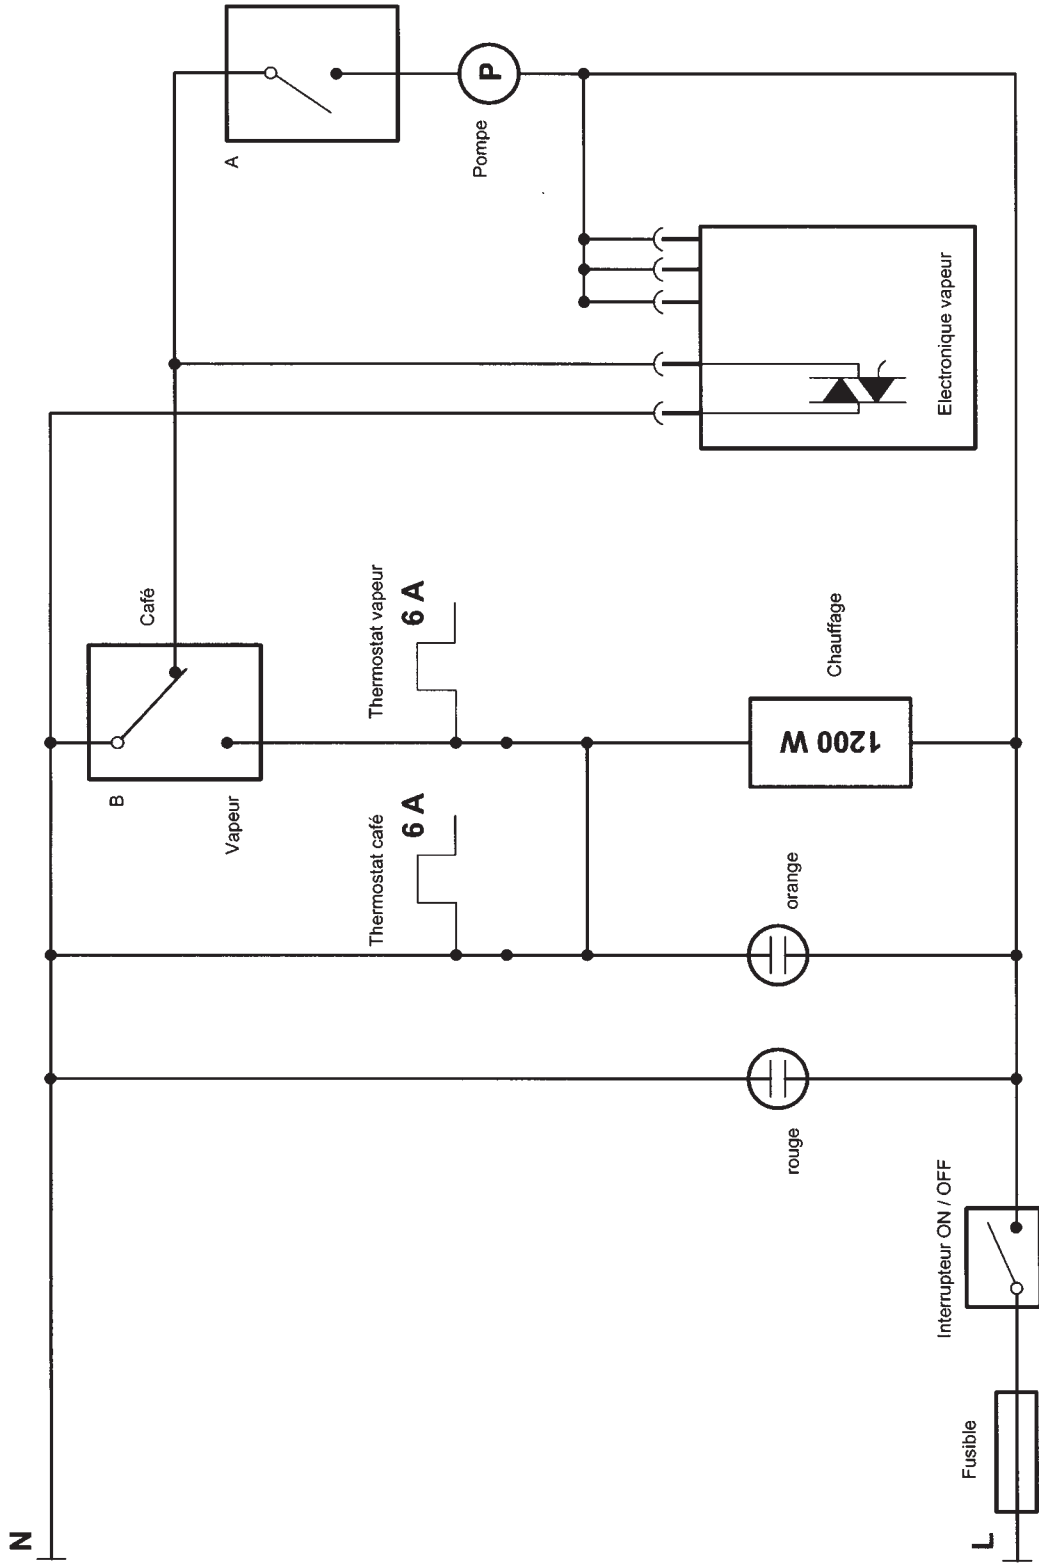 N
L
Fusible
Interrupteur ON / OFF
rouge
orange
Chauffage
1200 W
Thermostat café
6 A
Thermostat vapeur
6 A
B
Vapeur
Café
Electronique vapeur
Pompe
P
A